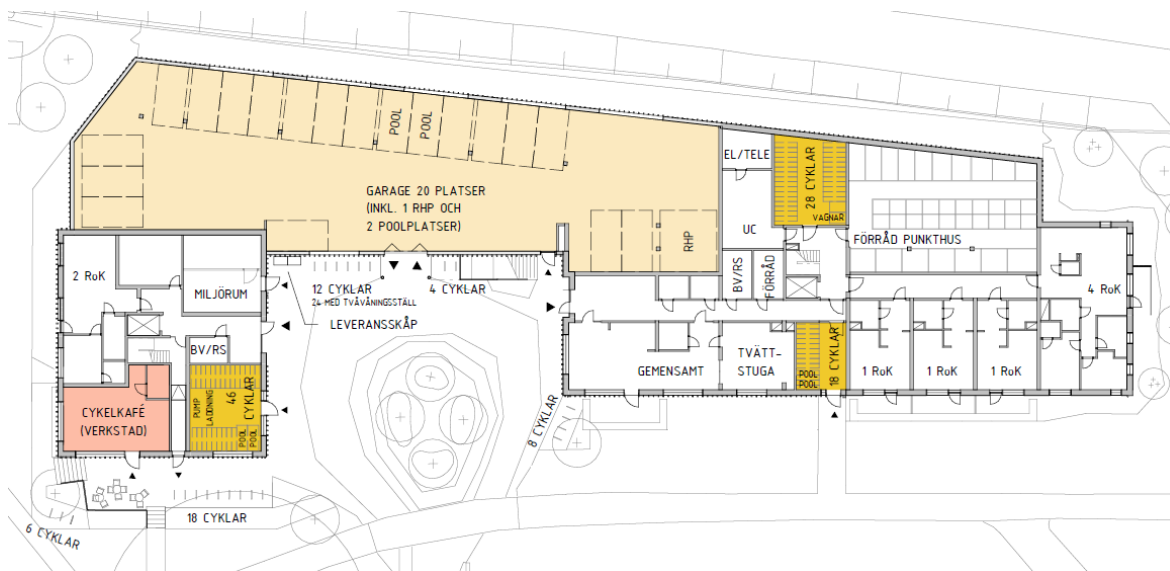 POOL
POOL
GARAGE 20 PLATSER
(INKL. 1 RHP OCH
2 POOLPLATSER)
RHP
EL/TELE
UC
28 CYKLAR
VAGNAR
FÖRRÅD PUNKTHUS
BV/RS
FÖRRÅD
4 RoK
2 RoK
MILJÖRUM
12 CYKLAR
24 MED TVÅVÅNINGSSTÄLL
4 CYKLAR
LEVERANSSKÅP
BV/RS
GEMENSAMT
TVÄTT-
STUGA
POOL
POOL
18 CYKLAR
1 RoK
1 RoK
1 RoK
CYKELKAFÉ
(VERKSTAD)
PUMP
LADDNING
46
CYKLAR
POOL
POOL
8 CYKLAR
18 CYKLAR
6 CYKLAR